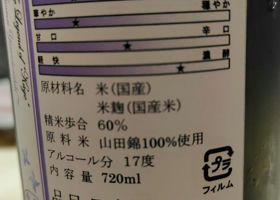 華やか 穏やか
甘口 辛口
軽快 濃醇
原材料名 米(国産)
米麹(国産米)
精米歩合 60%
原料米 山田錦100%使用
アルコール分 17度
内容量 720ml
プラ
フィルム
Legend of